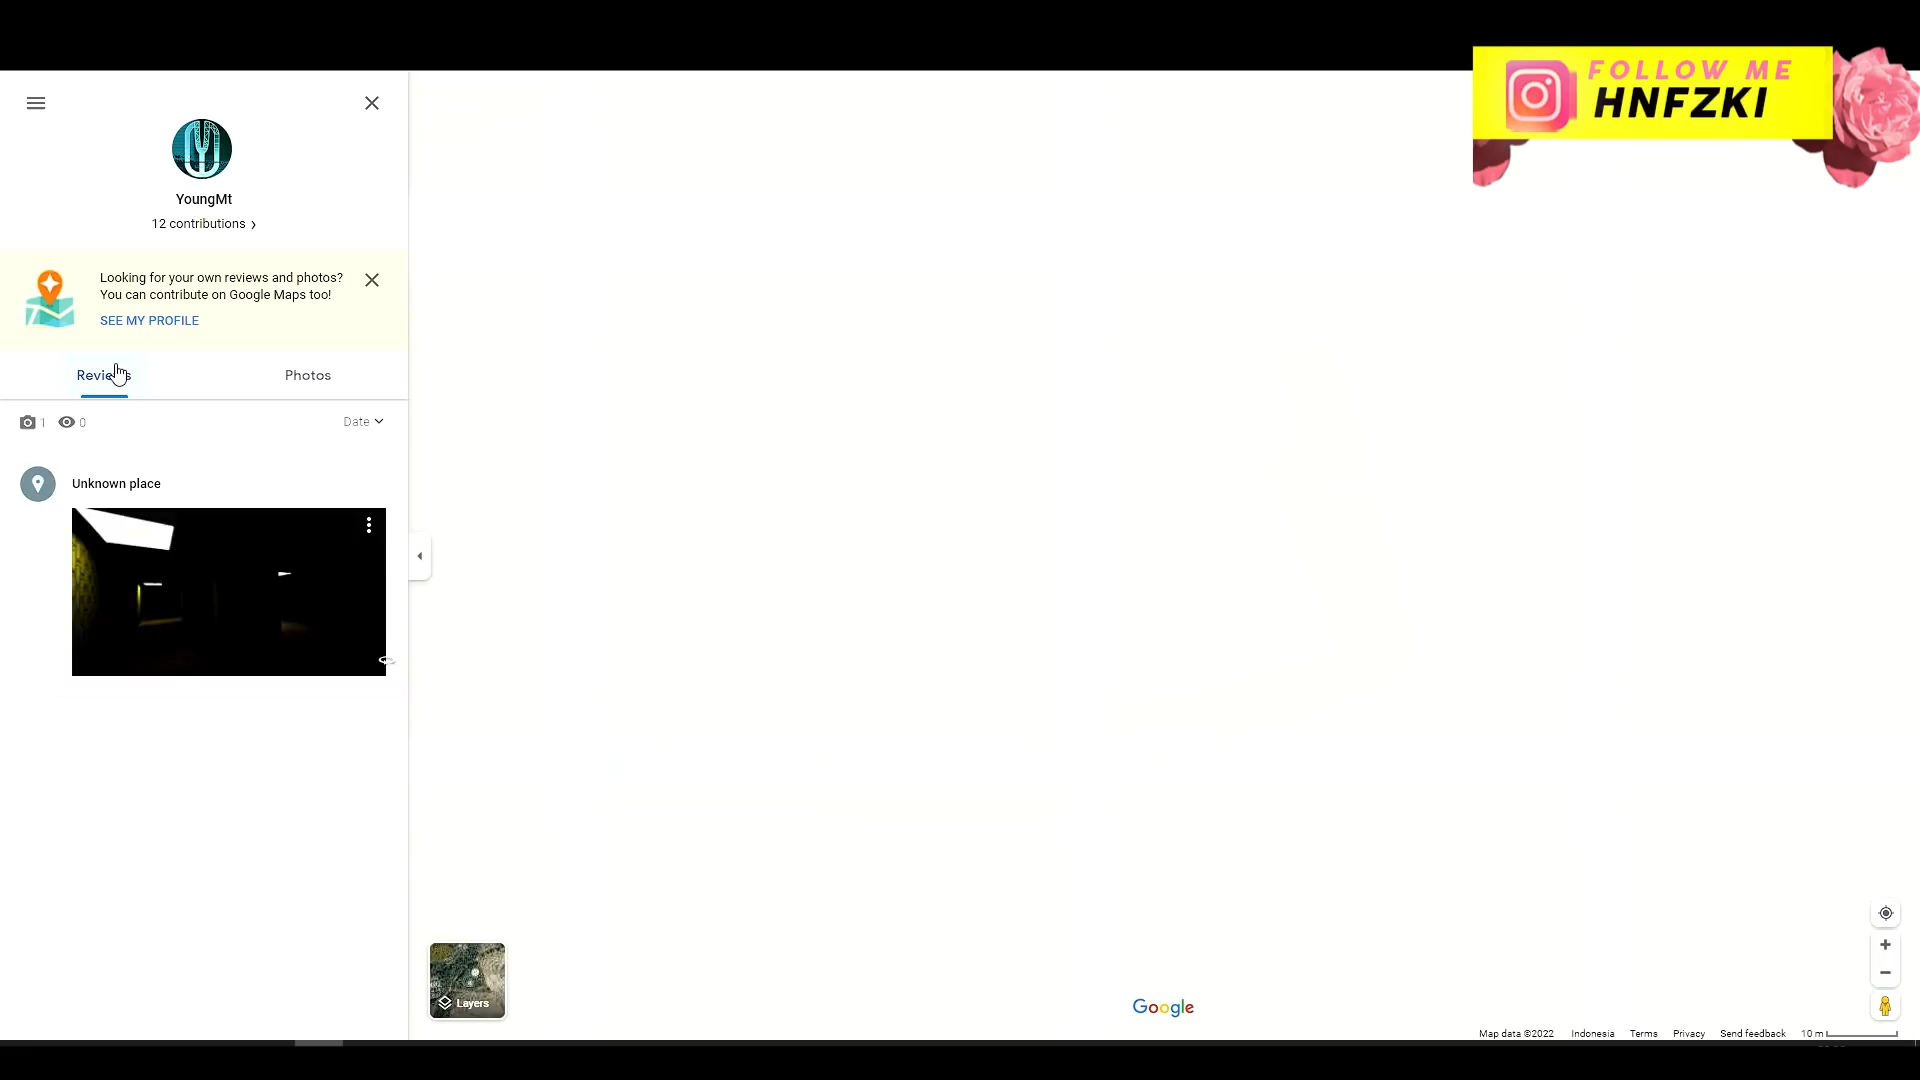 FOLLOW ME
HNFZKI
YoungMt
12 contributions
Looking for your own reviews and photos?
You can contribute on Google Maps too!
SEE MY PROFILE
Reviews
Photos
1
0
Date
Unknown place
Layers
Google
Map data ©2022
Indonesia
Terms
Privacy
Send feedback
10 m